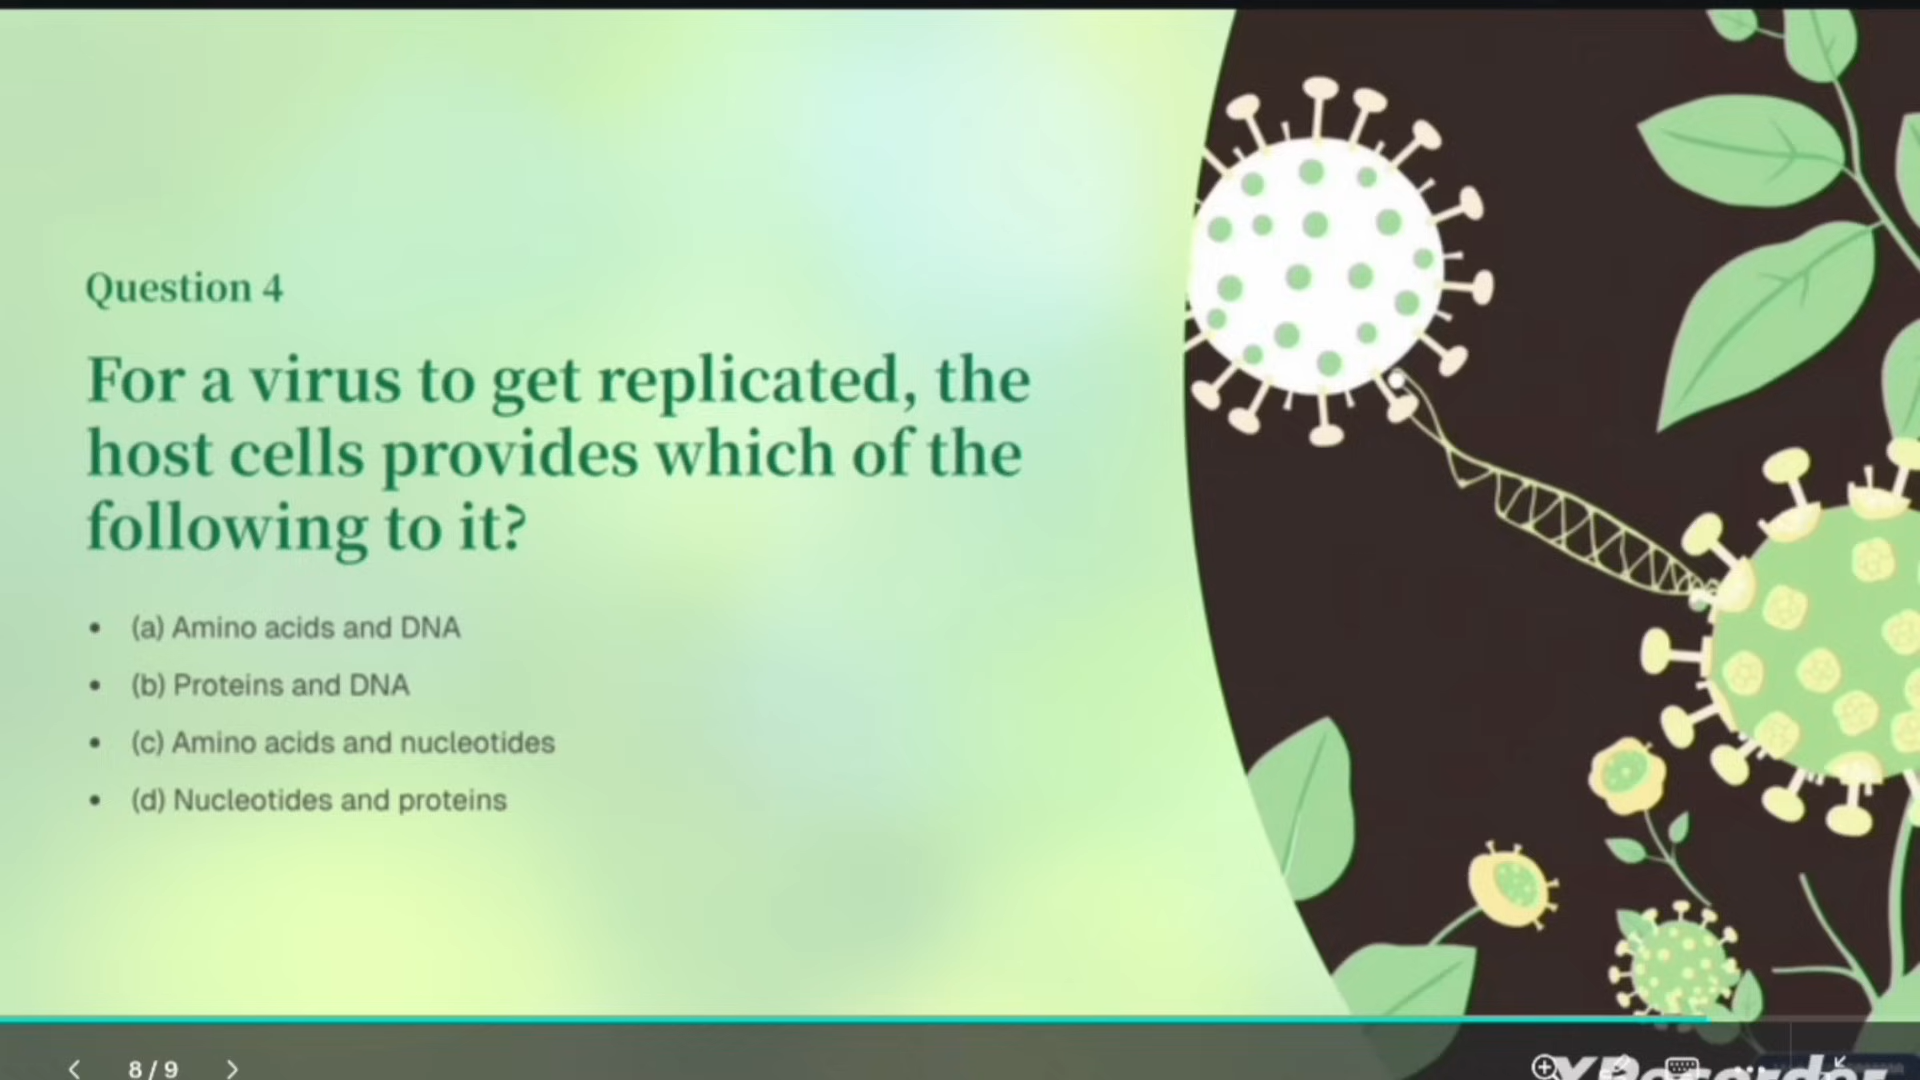 Question 4
For a virus to get replicated, the
host cells provides which of the
following to it?
• (a) Amino acids and DNA
• (b) Proteins and DNA
• (c) Amino acids and nucleotides
• (d) Nucleotides and proteins
8 / 9